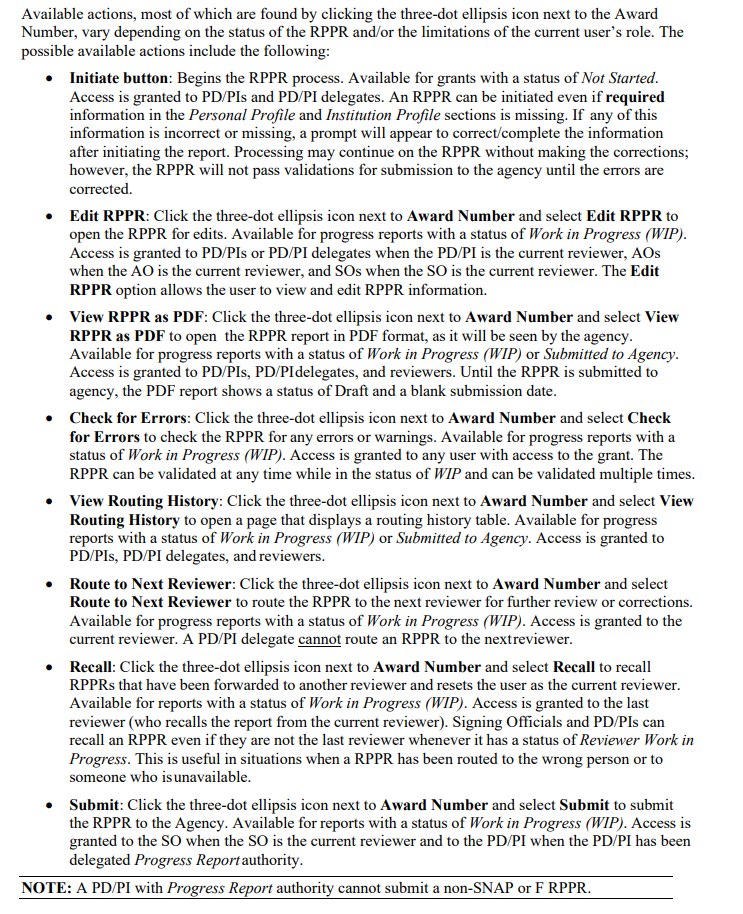 Available actions, most of which are found by clicking the three-dot ellipsis icon next to the Award
Number, vary depending on the status of the RPPR and/or the limitations of the current user’s role. The
possible available actions include the following:
• Initiate button: Begins the RPPR process. Available for grants with a status of Not Started.
Access is granted to PD/PIs and PD/PI delegates. An RPPR can be initiated even if required
information in the Personal Profile and Institution Profile sections is missing. If any of this
information is incorrect or missing, a prompt will appear to correct/complete the information
after initiating the report. Processing may continue on the RPPR without making the corrections;
however, the RPPR will not pass validations for submission to the agency until the errors are
corrected.
• Edit RPPR: Click the three-dot ellipsis icon next to Award Number and select Edit RPPR to
open the RPPR for edits. Available for progress reports with a status of Work in Progress (WIP).
Access is granted to PD/PIs or PD/PI delegates when the PD/PI is the current reviewer, AOs
when the AO is the current reviewer, and SOs when the SO is the current reviewer. The Edit
RPPR option allows the user to view and edit RPPR information.
• View RPPR as PDF: Click the three-dot ellipsis icon next to Award Number and select View
RPPR as PDF to open the RPPR report in PDF format, as it will be seen by the agency.
Available for progress reports with a status of Work in Progress (WIP) or Submitted to Agency.
Access is granted to PD/PIs, PD/PIdelegates, and reviewers. Until the RPPR is submitted to
agency, the PDF report shows a status of Draft and a blank submission date.
• Check for Errors: Click the three-dot ellipsis icon next to Award Number and select Check
for Errors to check the RPPR for any errors or warnings. Available for progress reports with a
status of Work in Progress (WIP). Access is granted to any user with access to the grant. The
RPPR can be validated at any time while in the status of WIP and can be validated multiple times.
• View Routing History: Click the three-dot ellipsis icon next to Award Number and select View
Routing History to open a page that displays a routing history table. Available for progress
reports with a status of Work in Progress (WIP) or Submitted to Agency. Access is granted to
PD/PIs, PD/PI delegates, and reviewers.
• Route to Next Reviewer: Click the three-dot ellipsis icon next to Award Number and select
Route to Next Reviewer to route the RPPR to the next reviewer for further review or corrections.
Available for progress reports with a status of Work in Progress (WIP). Access is granted to the
current reviewer. A PD/PI delegate cannot route an RPPR to the nextreviewer.
• Recall: Click the three-dot ellipsis icon next to Award Number and select Recall to recall
RPPRs that have been forwarded to another reviewer and resets the user as the current reviewer.
Available for reports with a status of Work in Progress (WIP). Access is granted to the last
reviewer (who recalls the report from the current reviewer). Signing Officials and PD/PIs can
recall an RPPR even if they are not the last reviewer whenever it has a status of Reviewer Work in
Progress. This is useful in situations when a RPPR has been routed to the wrong person or to
someone who isunavailable.
• Submit: Click the three-dot ellipsis icon next to Award Number and select Submit to submit
the RPPR to the Agency. Available for reports with a status of Work in Progress (WIP). Access is
granted to the SO when the SO is the current reviewer and to the PD/PI when the PD/PI has been
delegated Progress Report authority.
NOTE: A PD/PI with Progress Report authority cannot submit a non-SNAP or F RPPR.